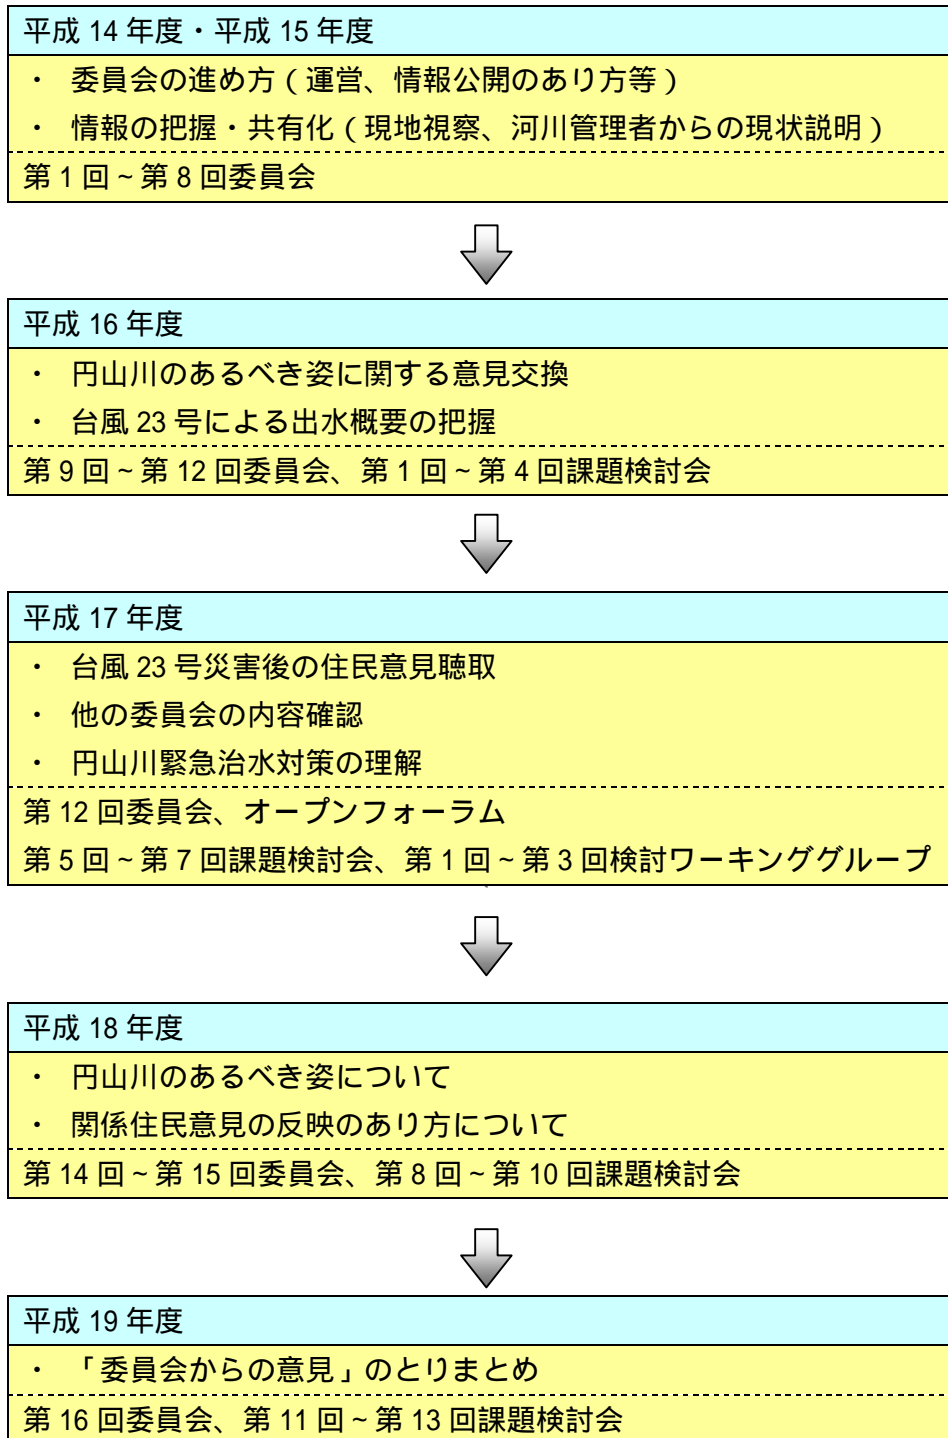 平成 14 年度・平成 15 年度
・ 委員会の進め方（運営、情報公開のあり方等）
・ 情報の把握・共有化（現地視察、河川管理者からの現状説明）
第 1 回～第 8 回委員会
平成 16 年度
・ 円山川のあるべき姿に関する意見交換
・ 台風 23 号による出水概要の把握
第 9 回～第 12 回委員会、第 1 回～第 4 回課題検討会
平成 17 年度
・ 台風 23 号災害後の住民意見聴取
・ 他の委員会の内容確認
・ 円山川緊急治水対策の理解
第 12 回委員会、オープンフォーラム
第 5 回～第 7 回課題検討会、第 1 回～第 3 回検討ワーキンググループ
平成 18 年度
・ 円山川のあるべき姿について
・ 関係住民意見の反映のあり方について
第 14 回～第 15 回委員会、第 8 回～第 10 回課題検討会
平成 19 年度
・ 「委員会からの意見」のとりまとめ
第 16 回委員会、第 11 回～第 13 回課題検討会